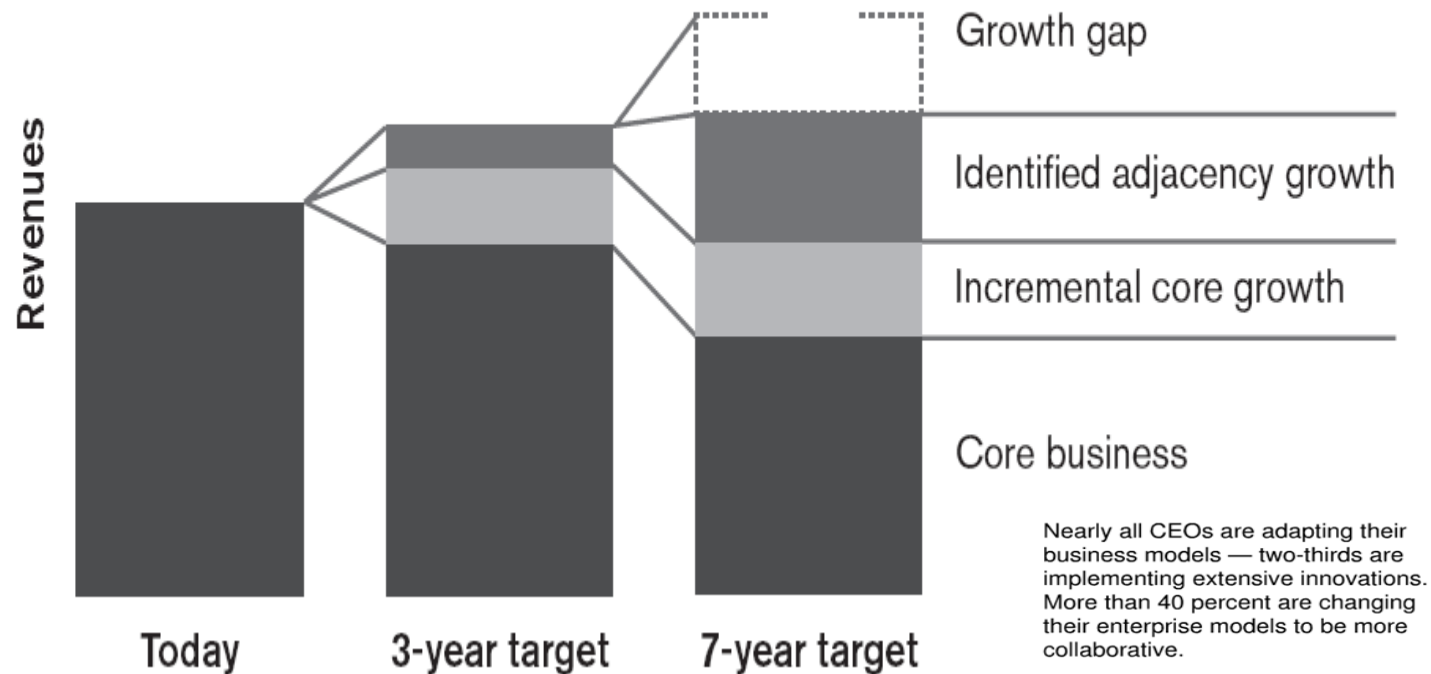 Revenues
Growth gap
Identified adjacency growth
Incremental core growth
Core business
Nearly all CEOs are adapting their
business models — two-thirds are
implementing extensive innovations.
More than 40 percent are changing
their enterprise models to be more
collaborative.
Today
3-year target
7-year target